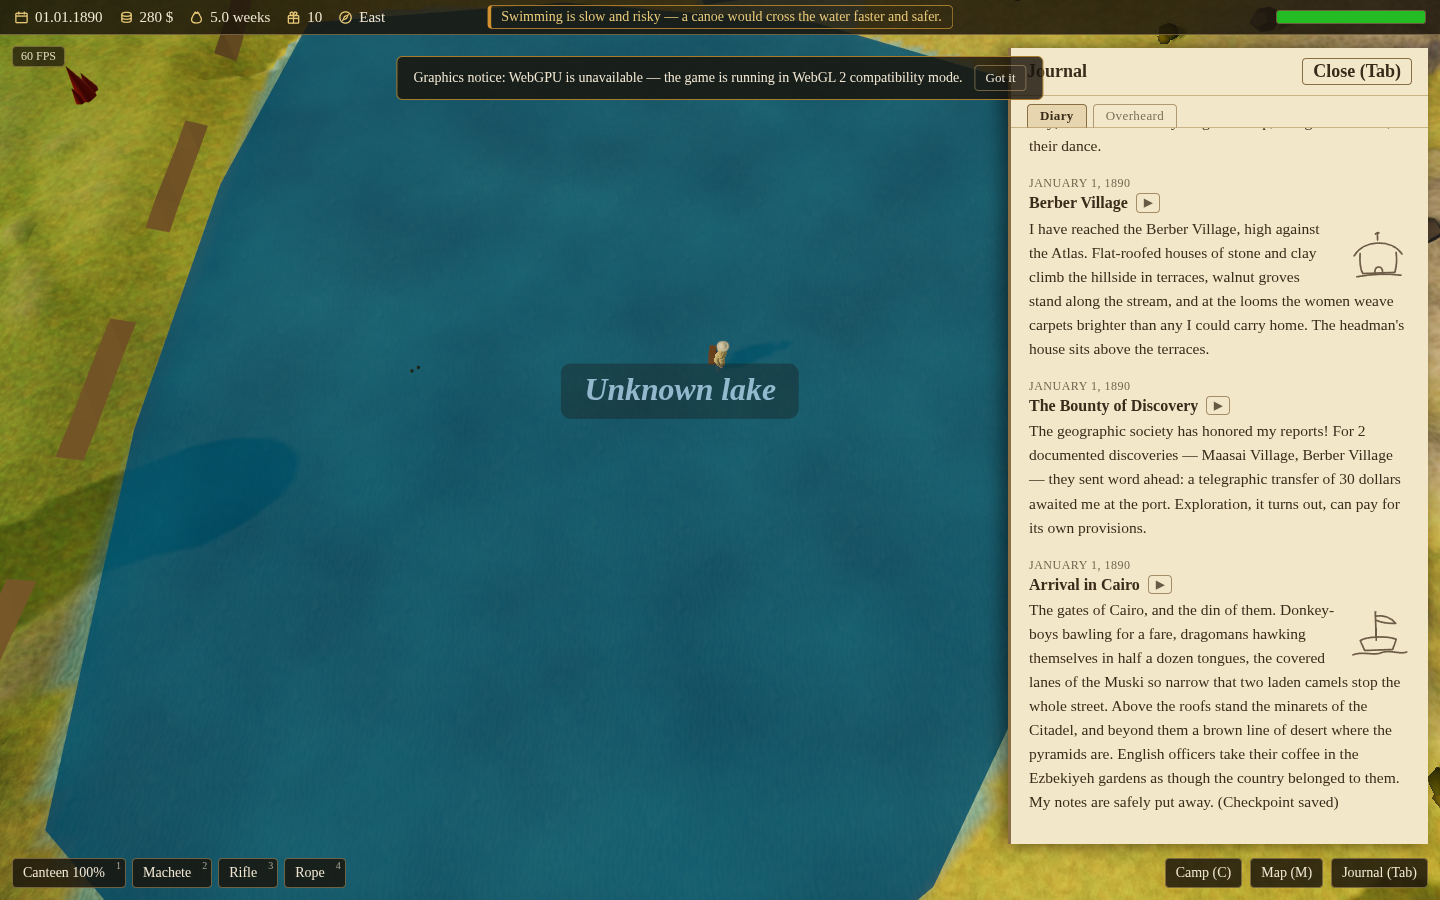 01.01.1890 280 $ 5.0 weeks 10 East
Swimming is slow and risky — a canoe would cross the water faster and safer.
60 FPS
Graphics notice: WebGPU is unavailable — the game is running in WebGL 2 compatibility mode. Got it
Journal
Close (Tab)
Diary Overheard
their dance.
JANUARY 1, 1890
Berber Village
I have reached the Berber Village, high against
the Atlas. Flat-roofed houses of stone and clay
climb the hillside in terraces, walnut groves
stand along the stream, and at the looms the women weave
carpets brighter than any I could carry home. The headman's
house sits above the terraces.
JANUARY 1, 1890
The Bounty of Discovery
The geographic society has honored my reports! For 2
documented discoveries — Maasai Village, Berber Village
— they sent word ahead: a telegraphic transfer of 30 dollars
awaited me at the port. Exploration, it turns out, can pay for
its own provisions.
JANUARY 1, 1890
Arrival in Cairo
The gates of Cairo, and the din of them. Donkey-
boys bawling for a fare, dragomans hawking
themselves in half a dozen tongues, the covered
lanes of the Muski so narrow that two laden camels stop the
whole street. Above the roofs stand the minarets of the
Citadel, and beyond them a brown line of desert where the
pyramids are. English officers take their coffee in the
Ezbekiyeh gardens as though the country belonged to them.
My notes are safely put away. (Checkpoint saved)
Unknown lake
Canteen 100% 1
Machete 2
Rifle 3
Rope 4
Camp (C)
Map (M)
Journal (Tab)